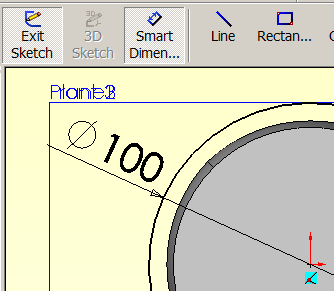 Exit Sketch
3D Sketch
Smart Dimen...
Line
Rectan...
Ø 100